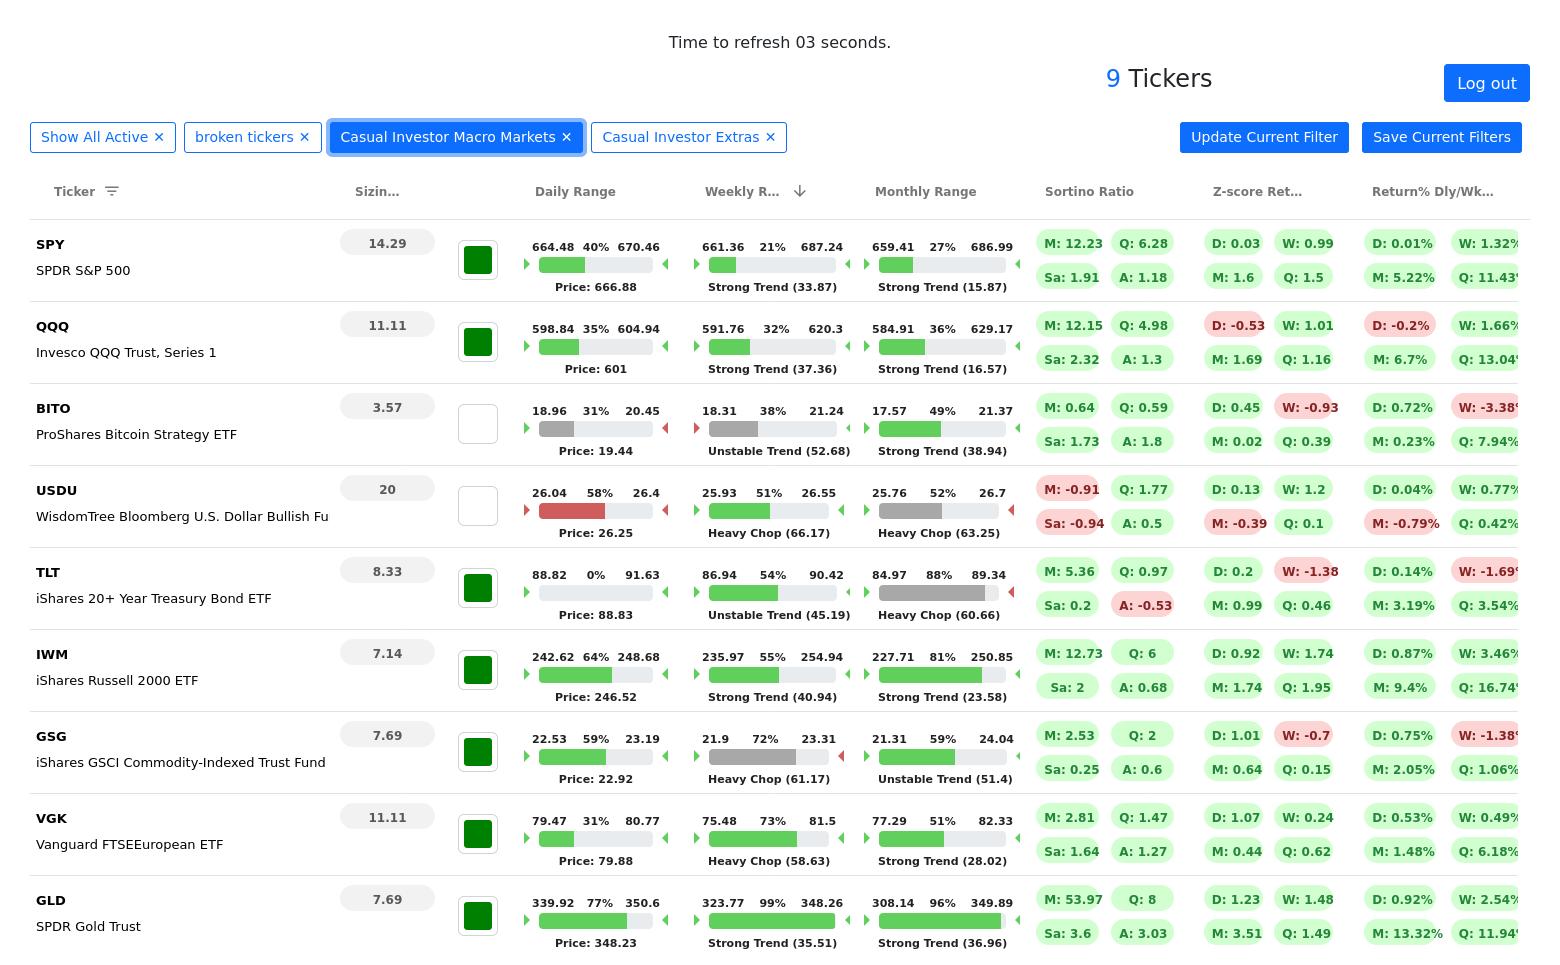 Time to refresh 03 seconds.
9 Tickers
Log out
Show All Active ✕ broken tickers ✕ Casual Investor Macro Markets ✕ Casual Investor Extras ✕ Update Current Filter Save Current Filters
Ticker Sizin... Daily Range Weekly R... Monthly Range Sortino Ratio Z-score Ret... Return% Dly/Wk...
SPY 14.29 M: 12.23 Q: 6.28 D: 0.03 W: 0.99 D: 0.01% W: 1.32%
664.48 40% 670.46 661.36 21% 687.24 659.41 27% 686.99
SPDR S&P 500 Sa: 1.91 A: 1.18 M: 1.6 Q: 1.5 M: 5.22% Q: 11.43%
Price: 666.88 Strong Trend (33.87) Strong Trend (15.87)
QQQ 11.11 M: 12.15 Q: 4.98 D: -0.53 W: 1.01 D: -0.2% W: 1.66%
598.84 35% 604.94 591.76 32% 620.3 584.91 36% 629.17
Invesco QQQ Trust, Series 1 Sa: 2.32 A: 1.3 M: 1.69 Q: 1.16 M: 6.7% Q: 13.04%
Price: 601 Strong Trend (37.36) Strong Trend (16.57)
BITO 3.57 M: 0.64 Q: 0.59 D: 0.45 W: -0.93 D: 0.72% W: -3.38%
18.96 31% 20.45 18.31 38% 21.24 17.57 49% 21.37
ProShares Bitcoin Strategy ETF Sa: 1.73 A: 1.8 M: 0.02 Q: 0.39 M: 0.23% Q: 7.94%
Price: 19.44 Unstable Trend (52.68) Strong Trend (38.94)
USDU 20 M: -0.91 Q: 1.77 D: 0.13 W: 1.2 D: 0.04% W: 0.77%
26.04 58% 26.4 25.93 51% 26.55 25.76 52% 26.7
WisdomTree Bloomberg U.S. Dollar Bullish Fu Sa: -0.94 A: 0.5 M: -0.39 Q: 0.1 M: -0.79% Q: 0.42%
Price: 26.25 Heavy Chop (66.17) Heavy Chop (63.25)
TLT 8.33 M: 5.36 Q: 0.97 D: 0.2 W: -1.38 D: 0.14% W: -1.69%
88.82 0% 91.63 86.94 54% 90.42 84.97 88% 89.34
iShares 20+ Year Treasury Bond ETF Sa: 0.2 A: -0.53 M: 0.99 Q: 0.46 M: 3.19% Q: 3.54%
Price: 88.83 Unstable Trend (45.19) Heavy Chop (60.66)
IWM 7.14 M: 12.73 Q: 6 D: 0.92 W: 1.74 D: 0.87% W: 3.46%
242.62 64% 248.68 235.97 55% 254.94 227.71 81% 250.85
iShares Russell 2000 ETF Sa: 2 A: 0.68 M: 1.74 Q: 1.95 M: 9.4% Q: 16.74%
Price: 246.52 Strong Trend (40.94) Strong Trend (23.58)
GSG 7.69 M: 2.53 Q: 2 D: 1.01 W: -0.7 D: 0.75% W: -1.38%
22.53 59% 23.19 21.9 72% 23.31 21.31 59% 24.04
iShares GSCI Commodity-Indexed Trust Fund Sa: 0.25 A: 0.6 M: 0.64 Q: 0.15 M: 2.05% Q: 1.06%
Price: 22.92 Heavy Chop (61.17) Unstable Trend (51.4)
VGK 11.11 M: 2.81 Q: 1.47 D: 1.07 W: 0.24 D: 0.53% W: 0.49%
79.47 31% 80.77 75.48 73% 81.5 77.29 51% 82.33
Vanguard FTSEEuropean ETF Sa: 1.64 A: 1.27 M: 0.44 Q: 0.62 M: 1.48% Q: 6.18%
Price: 79.88 Heavy Chop (58.63) Strong Trend (28.02)
GLD 7.69 M: 53.97 Q: 8 D: 1.23 W: 1.48 D: 0.92% W: 2.54%
339.92 77% 350.6 323.77 99% 348.26 308.14 96% 349.89
SPDR Gold Trust Sa: 3.6 A: 3.03 M: 3.51 Q: 1.49 M: 13.32% Q: 11.94%
Price: 348.23 Strong Trend (35.51) Strong Trend (36.96)